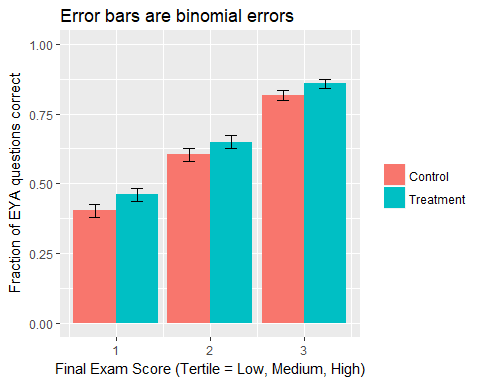 Error bars are binomial errors
1.00
0.75
0.50
0.25
0.00
Fraction of EYA questions correct
1 2 3
Final Exam Score (Tertile = Low, Medium, High)
Control
Treatment